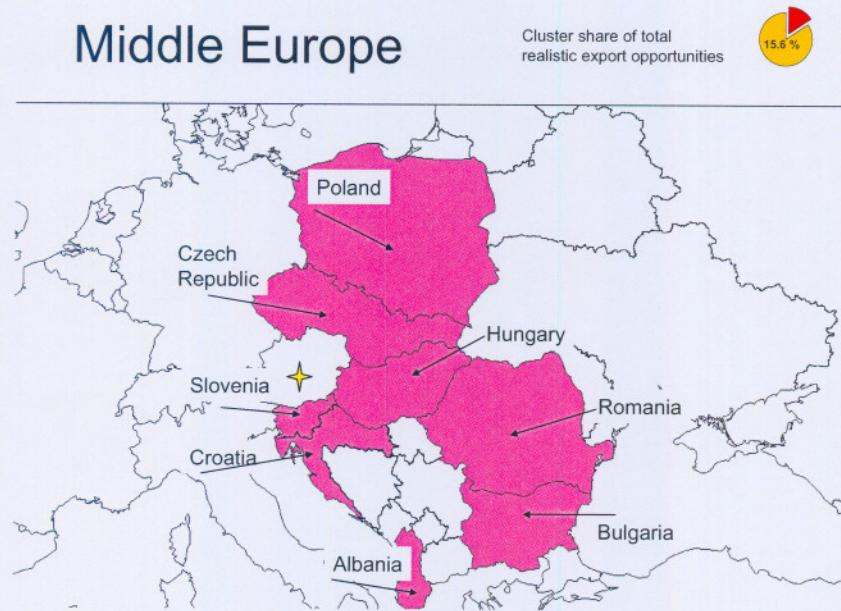 Middle Europe
Cluster share of total
realistic export opportunities
15.6 %
Poland
Czech
Republic
Hungary
Slovenia
Romania
Croatia
Bulgaria
Albania